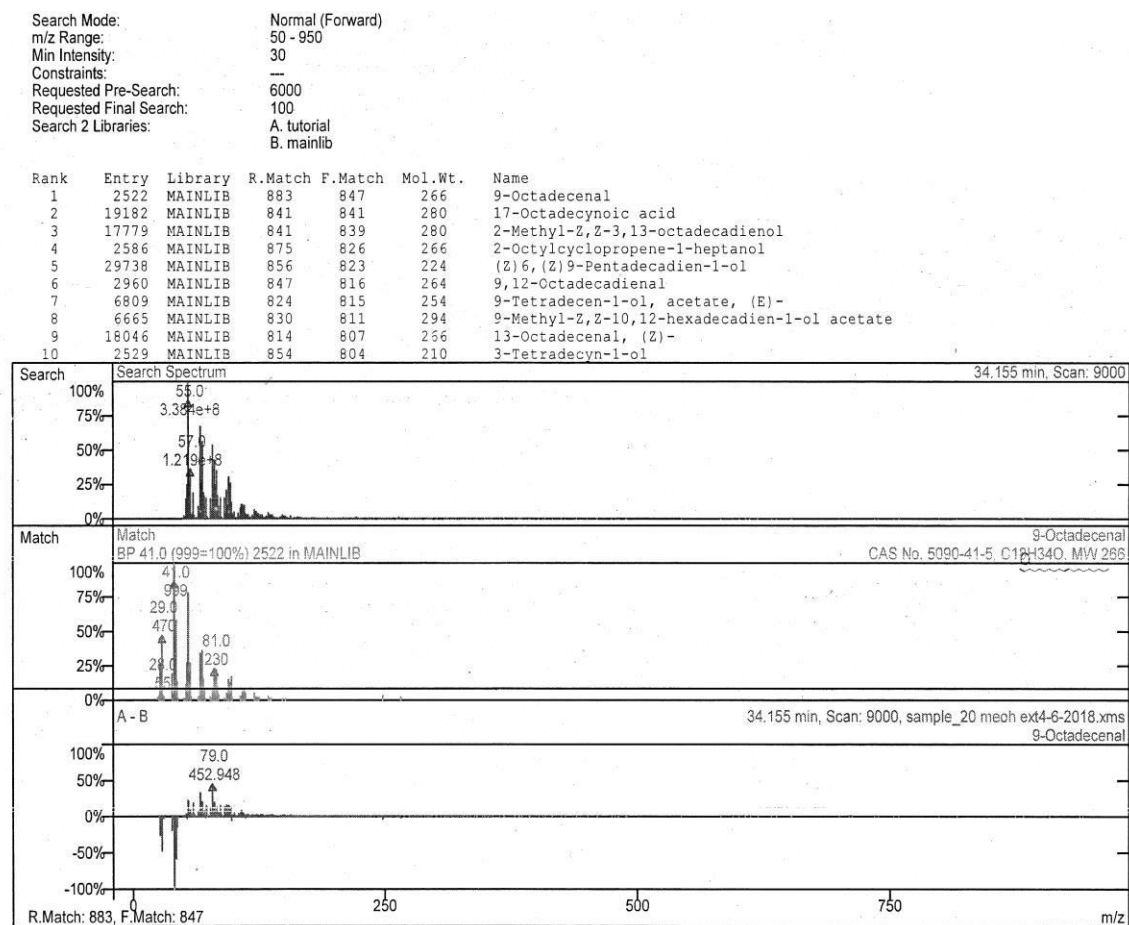 Search Mode: Normal (Forward)
m/z Range: 50 - 950
Min Intensity: 30
Constraints: ---
Requested Pre-Search: 6000
Requested Final Search: 100
Search 2 Libraries: A. tutorial
B. mainlib
Rank Entry Library R.Match F.Match Mol.Wt. Name
1 2522 MAINLIB 883 847 266 9-Octadecenal
2 19182 MAINLIB 841 841 280 17-Octadecynoic acid
3 17779 MAINLIB 841 839 280 2-Methyl-Z,Z-3,13-octadecadienol
4 2586 MAINLIB 875 826 266 2-Octylcyclopropene-1-heptanol
5 29738 MAINLIB 856 823 224 (Z)6,(Z)9-Pentadecadien-1-ol
6 2960 MAINLIB 847 816 264 9,12-Octadecadienal
7 6809 MAINLIB 824 815 254 9-Tetradecen-1-ol, acetate, (E)-
8 6665 MAINLIB 830 811 294 9-Methyl-Z,Z-10,12-hexadecadien-1-ol acetate
9 18046 MAINLIB 814 807 266 13-Octadecenal, (Z)-
10 2529 MAINLIB 854 804 210 3-Tetradecyn-1-ol
Search Search Spectrum 34.155 min, Scan: 9000
100% 55.0
3.384e+8
75%
57.0
50%
1.219e+8
25%
0%
Match Match 9-Octadecenal
BP 41.0 (999=100%) 2522 in MAINLIB CAS No. 5090-41-5, C18H34O, MW 266
100% 41.0
999
75%
29.0
470
50%
81.0
230
25% 28.0
0%
A - B 34.155 min, Scan: 9000, sample_20 meoh ext4-6-2018.xms
9-Octadecenal
100% 79.0
452.948
50%
0%
-50%
-100%
0 250 500 750
R.Match: 883, F.Match: 847 m/z